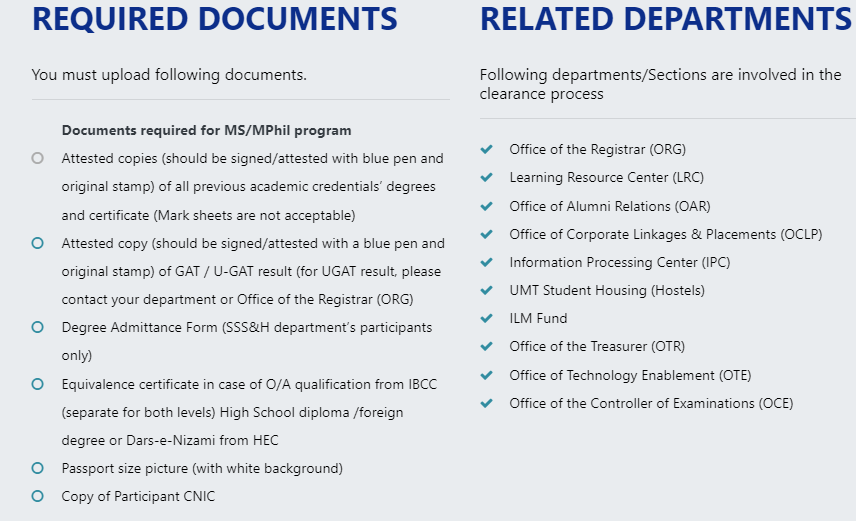 REQUIRED DOCUMENTS
You must upload following documents.
Documents required for MS/MPhil program
Attested copies (should be signed/attested with blue pen and
original stamp) of all previous academic credentials’ degrees
and certificate (Mark sheets are not acceptable)
Attested copy (should be signed/attested with a blue pen and
original stamp) of GAT / U-GAT result (for UGAT result, please
contact your department or Office of the Registrar (ORG)
Degree Admittance Form (SSS&H department’s participants
only)
Equivalence certificate in case of O/A qualification from IBCC
(separate for both levels) High School diploma /foreign
degree or Dars-e-Nizami from HEC
Passport size picture (with white background)
Copy of Participant CNIC
RELATED DEPARTMENTS
Following departments/Sections are involved in the
clearance process
Office of the Registrar (ORG)
Learning Resource Center (LRC)
Office of Alumni Relations (OAR)
Office of Corporate Linkages & Placements (OCLP)
Information Processing Center (IPC)
UMT Student Housing (Hostels)
ILM Fund
Office of the Treasurer (OTR)
Office of Technology Enablement (OTE)
Office of the Controller of Examinations (OCE)